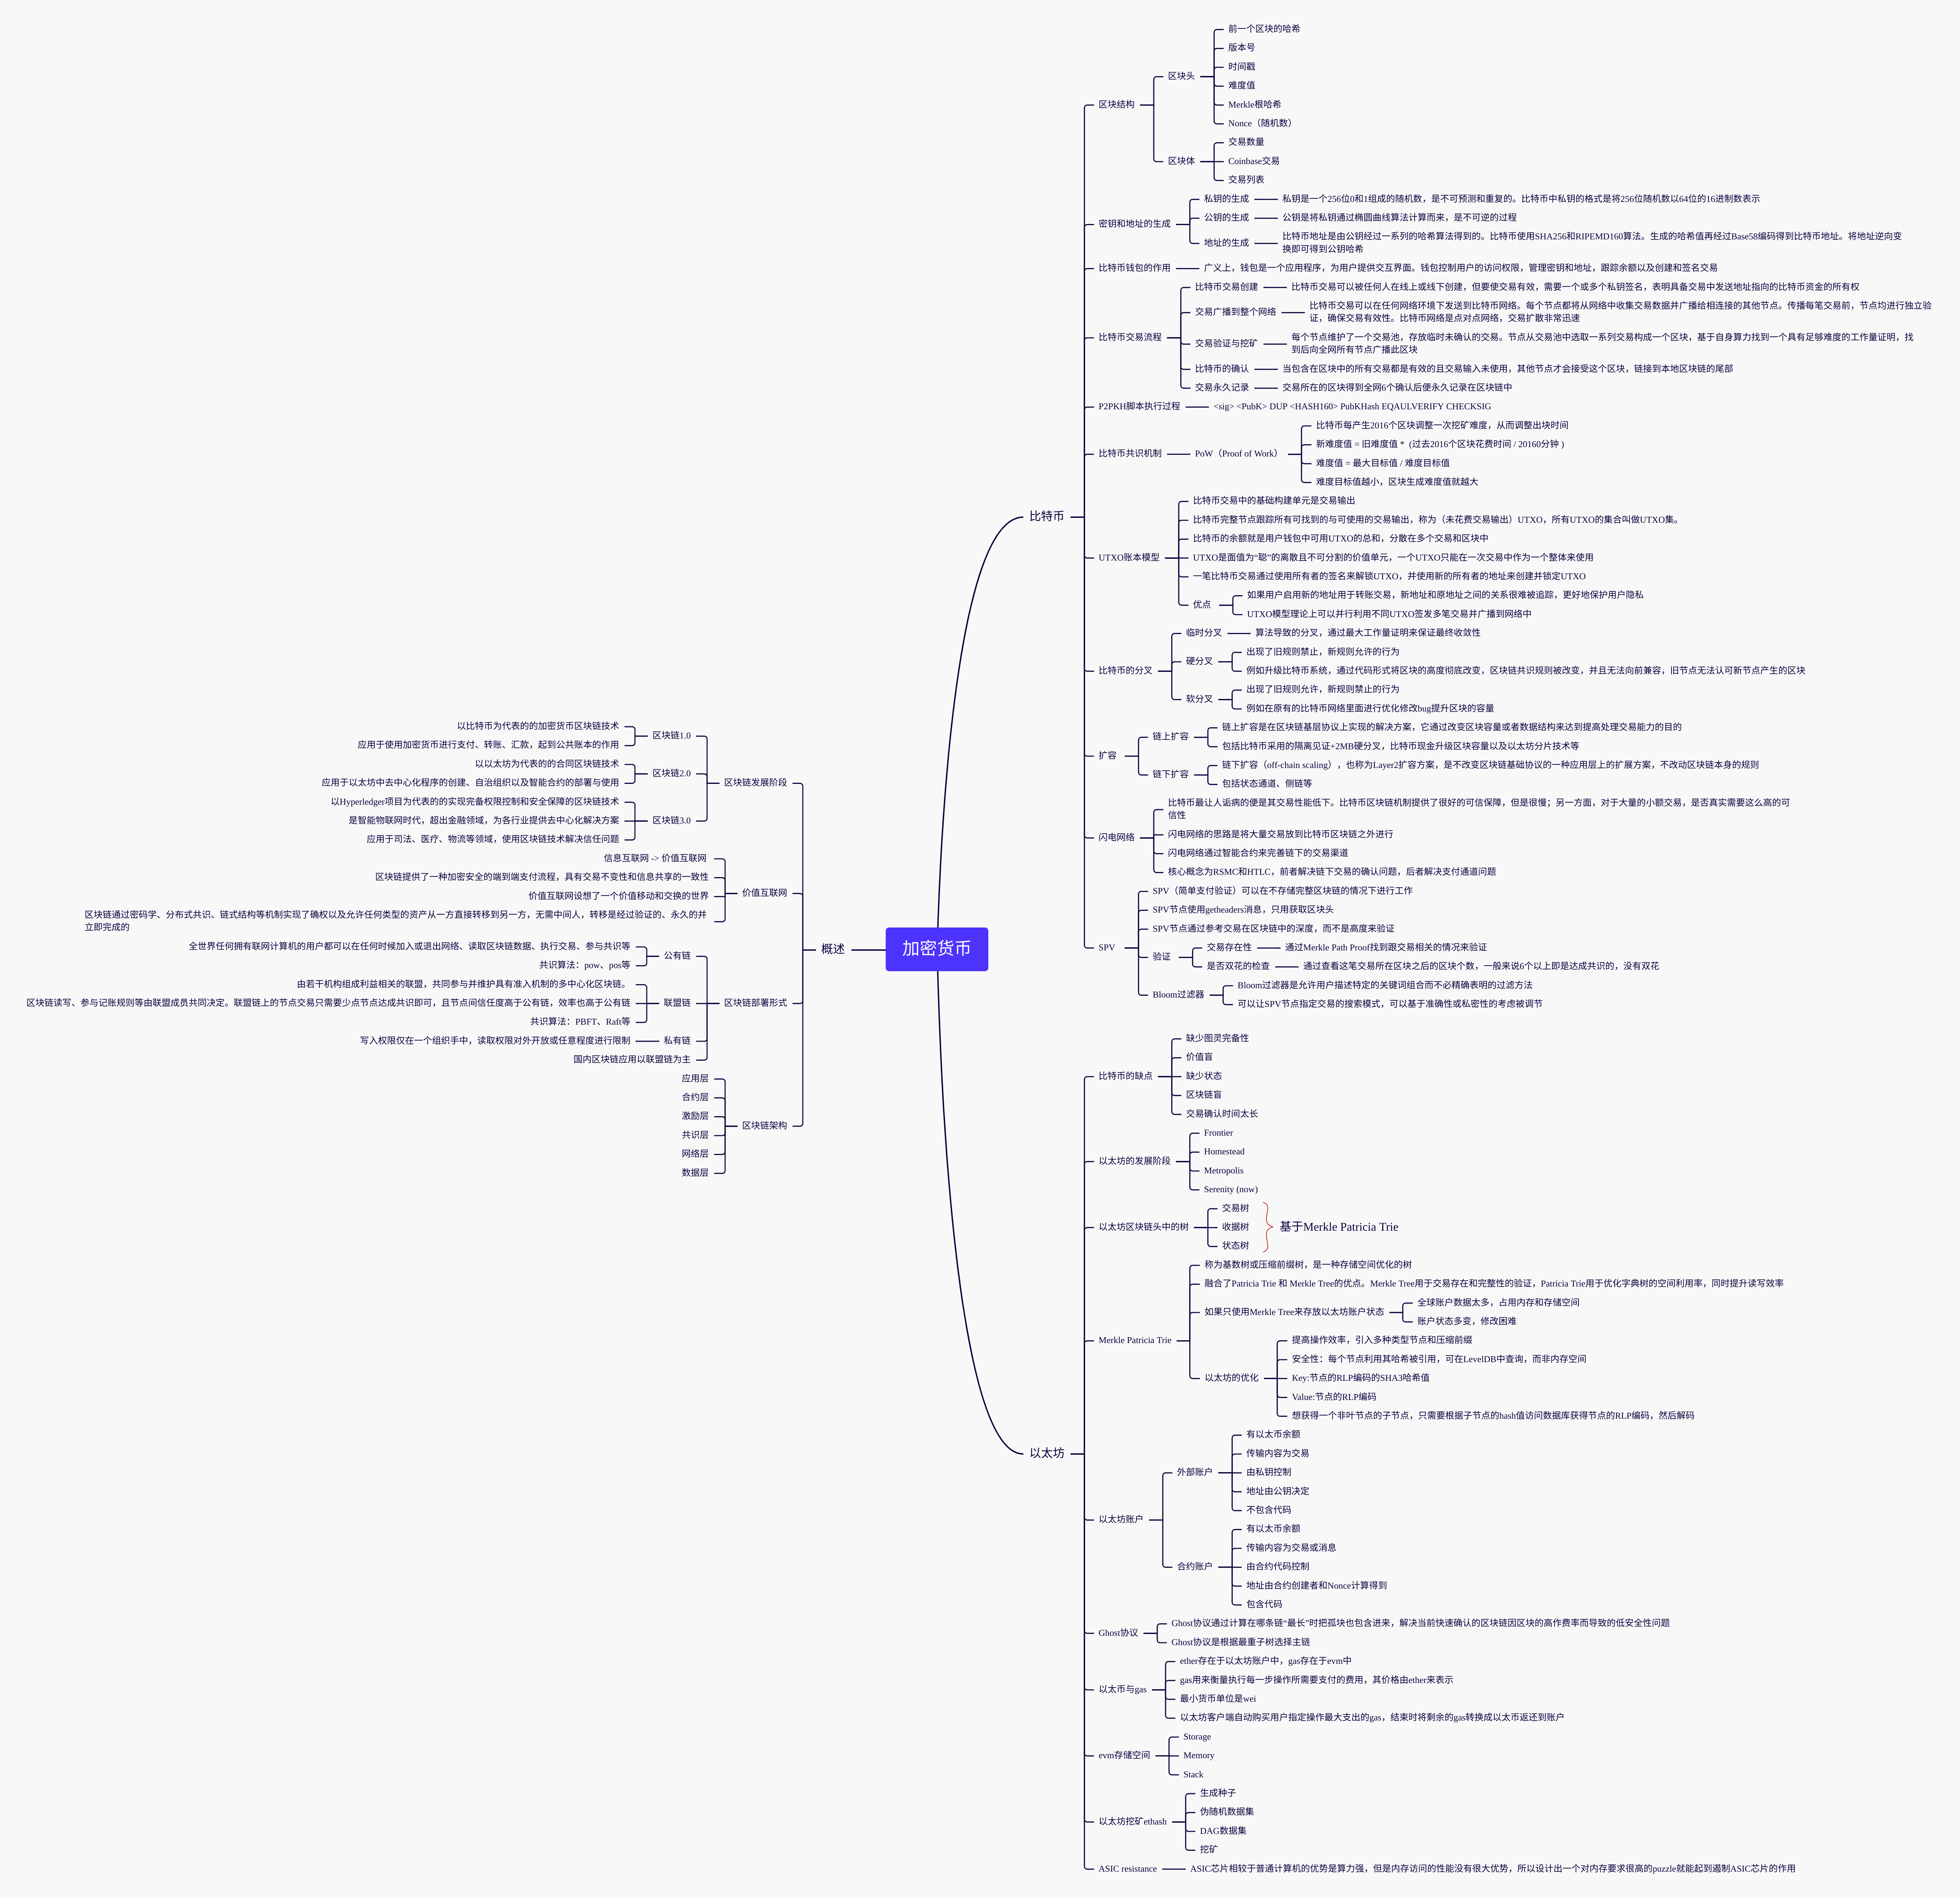 加密货币
概述
区块链发展阶段
区块链1.0
以比特币为代表的的加密货币区块链技术
应用于使用加密货币进行支付、转账、汇款，起到公共账本的作用
区块链2.0
以以太坊为代表的的合同区块链技术
应用于以太坊中去中心化程序的创建、自治组织以及智能合约的部署与使用
区块链3.0
以Hyperledger项目为代表的的实现完备权限控制和安全保障的区块链技术
是智能物联网时代，超出金融领域，为各行业提供去中心化解决方案
应用于司法、医疗、物流等领域，使用区块链技术解决信任问题
价值互联网
信息互联网 -> 价值互联网
区块链提供了一种加密安全的端到端支付流程，具有交易不变性和信息共享的一致性
价值互联网设想了一个价值移动和交换的世界
区块链通过密码学、分布式共识、链式结构等机制实现了确权以及允许任何类型的资产从一方直接转移到另一方，无需中间人，转移是经过验证的、永久的并
立即完成的
区块链部署形式
公有链
全世界任何拥有联网计算机的用户都可以在任何时候加入或退出网络、读取区块链数据、执行交易、参与共识等
共识算法：pow、pos等
联盟链
由若干机构组成利益相关的联盟，共同参与并维护具有准入机制的多中心化区块链。
区块链读写、参与记账规则等由联盟成员共同决定。联盟链上的节点交易只需要少点节点达成共识即可，且节点间信任度高于公有链，效率也高于公有链
共识算法：PBFT、Raft等
私有链
写入权限仅在一个组织手中，读取权限对外开放或任意程度进行限制
国内区块链应用以联盟链为主
区块链架构
应用层
合约层
激励层
共识层
网络层
数据层
比特币
区块结构
区块头
前一个区块的哈希
版本号
时间戳
难度值
Merkle根哈希
Nonce（随机数）
区块体
交易数量
Coinbase交易
交易列表
密钥和地址的生成
私钥的生成
私钥是一个256位0和1组成的随机数，是不可预测和重复的。比特币中私钥的格式是将256位随机数以64位的16进制数表示
公钥的生成
公钥是将私钥通过椭圆曲线算法计算而来，是不可逆的过程
地址的生成
比特币地址是由公钥经过一系列的哈希算法得到的。比特币使用SHA256和RIPEMD160算法。生成的哈希值再经过Base58编码得到比特币地址。将地址逆向变
换即可得到公钥哈希
比特币钱包的作用
广义上，钱包是一个应用程序，为用户提供交互界面。钱包控制用户的访问权限，管理密钥和地址，跟踪余额以及创建和签名交易
比特币交易流程
比特币交易创建
比特币交易可以被任何人在线上或线下创建，但要使交易有效，需要一个或多个私钥签名，表明具备交易中发送地址指向的比特币资金的所有权
交易广播到整个网络
比特币交易可以在任何网络环境下发送到比特币网络。每个节点都将从网络中收集交易数据并广播给相连接的其他节点。传播每笔交易前，节点均进行独立验
证，确保交易有效性。比特币网络是点对点网络，交易扩散非常迅速
交易验证与挖矿
每个节点维护了一个交易池，存放临时未确认的交易。节点从交易池中选取一系列交易构成一个区块，基于自身算力找到一个具有足够难度的工作量证明，找
到后向全网所有节点广播此区块
比特币的确认
当包含在区块中的所有交易都是有效的且交易输入未使用，其他节点才会接受这个区块，链接到本地区块链的尾部
交易永久记录
交易所在的区块得到全网6个确认后便永久记录在区块链中
P2PKH脚本执行过程
<sig> <PubK> DUP <HASH160> PubKHash EQAULVERIFY CHECKSIG
比特币共识机制
PoW（Proof of Work）
比特币每产生2016个区块调整一次挖矿难度，从而调整出块时间
新难度值 = 旧难度值 *（过去2016个区块花费时间 / 20160分钟 )
难度值 = 最大目标值 / 难度目标值
难度目标值越小，区块生成难度值就越大
UTXO账本模型
比特币交易中的基础构建单元是交易输出
比特币完整节点跟踪所有可找到的与可使用的交易输出，称为（未花费交易输出）UTXO，所有UTXO的集合叫做UTXO集。
比特币的余额就是用户钱包中可用UTXO的总和，分散在多个交易和区块中
UTXO是面值为“聪”的离散且不可分割的价值单元，一个UTXO只能在一次交易中作为一个整体来使用
一笔比特币交易通过使用所有者的签名来解锁UTXO，并使用新的所有者的地址来创建并锁定UTXO
优点
如果用户启用新的地址用于转账交易，新地址和原地址之间的关系很难被追踪，更好地保护用户隐私
UTXO模型理论上可以并行利用不同UTXO签发多笔交易并广播到网络中
比特币的分叉
临时分叉
算法导致的分叉，通过最大工作量证明来保证最终收敛性
硬分叉
出现了旧规则禁止，新规则允许的行为
例如升级比特币系统，通过代码形式将区块的高度彻底改变，区块链共识规则被改变，并且无法向前兼容，旧节点无法认可新节点产生的区块
软分叉
出现了旧规则允许，新规则禁止的行为
例如在原有的比特币网络里面进行优化修改bug提升区块的容量
扩容
链上扩容
链上扩容是在区块链基层协议上实现的解决方案，它通过改变区块容量或者数据结构来达到提高处理交易能力的目的
包括比特币采用的隔离见证+2MB硬分叉，比特币现金升级区块容量以及以太坊分片技术等
链下扩容
链下扩容（off-chain scaling），也称为Layer2扩容方案，是不改变区块链基础协议的一种应用层上的扩展方案，不改动区块链本身的规则
包括状态通道、侧链等
闪电网络
比特币最让人诟病的便是其交易性能低下。比特币区块链机制提供了很好的可信保障，但是很慢；另一方面，对于大量的小额交易，是否真实需要这么高的可
信性
闪电网络的思路是将大量交易放到比特币区块链之外进行
闪电网络通过智能合约来完善链下的交易渠道
核心概念为RSMC和HTLC，前者解决链下交易的确认问题，后者解决支付通道问题
SPV
SPV（简单支付验证）可以在不存储完整区块链的情况下进行工作
SPV节点使用getheaders消息，只用获取区块头
SPV节点通过参考交易在区块链中的深度，而不是高度来验证
验证
交易存在性
通过Merkle Path Proof找到跟交易相关的情况来验证
是否双花的检查
通过查看这笔交易所在区块之后的区块个数，一般来说6个以上即是达成共识的，没有双花
Bloom过滤器
Bloom过滤器是允许用户描述特定的关键词组合而不必精确表明的过滤方法
可以让SPV节点指定交易的搜索模式，可以基于准确性或私密性的考虑被调节
以太坊
比特币的缺点
缺少图灵完备性
价值盲
缺少状态
区块链盲
交易确认时间太长
以太坊的发展阶段
Frontier
Homestead
Metropolis
Serenity (now)
以太坊区块链头中的树
交易树
收据树
状态树
基于Merkle Patricia Trie
Merkle Patricia Trie
称为基数树或压缩前缀树，是一种存储空间优化的树
融合了Patricia Trie 和 Merkle Tree的优点。Merkle Tree用于交易存在和完整性的验证，Patricia Trie用于优化字典树的空间利用率，同时提升读写效率
如果只使用Merkle Tree来存放以太坊账户状态
全球账户数据太多，占用内存和存储空间
账户状态多变，修改困难
以太坊的优化
提高操作效率，引入多种类型节点和压缩前缀
安全性：每个节点利用其哈希被引用，可在LevelDB中查询，而非内存空间
Key:节点的RLP编码的SHA3哈希值
Value:节点的RLP编码
想获得一个非叶节点的子节点，只需要根据子节点的hash值访问数据库获得节点的RLP编码，然后解码
以太坊账户
外部账户
有以太币余额
传输内容为交易
由私钥控制
地址由公钥决定
不包含代码
合约账户
有以太币余额
传输内容为交易或消息
由合约代码控制
地址由合约创建者和Nonce计算得到
包含代码
Ghost协议
Ghost协议通过计算在哪条链“最长”时把孤块也包含进来，解决当前快速确认的区块链因区块的高作费率而导致的低安全性问题
Ghost协议是根据最重子树选择主链
以太币与gas
ether存在于以太坊账户中，gas存在于evm中
gas用来衡量执行每一步操作所需要支付的费用，其价格由ether来表示
最小货币单位是wei
以太坊客户端自动购买用户指定操作最大支出的gas，结束时将剩余的gas转换成以太币返还到账户
evm存储空间
Storage
Memory
Stack
以太坊挖矿ethash
生成种子
伪随机数据集
DAG数据集
挖矿
ASIC resistance
ASIC芯片相较于普通计算机的优势是算力强，但是内存访问的性能没有很大优势，所以设计出一个对内存要求很高的puzzle就能起到遏制ASIC芯片的作用